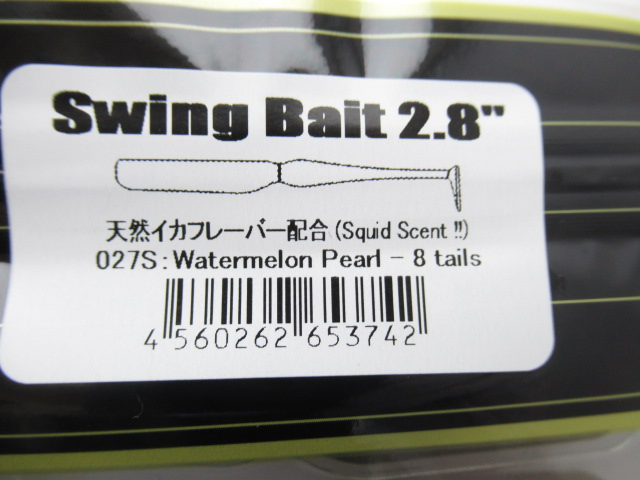 Swing Bait 2.8"
天然イカフレーバー配合(Squid Scent!!)
027S:Watermelon Pearl - 8 tails
4 560262 653742